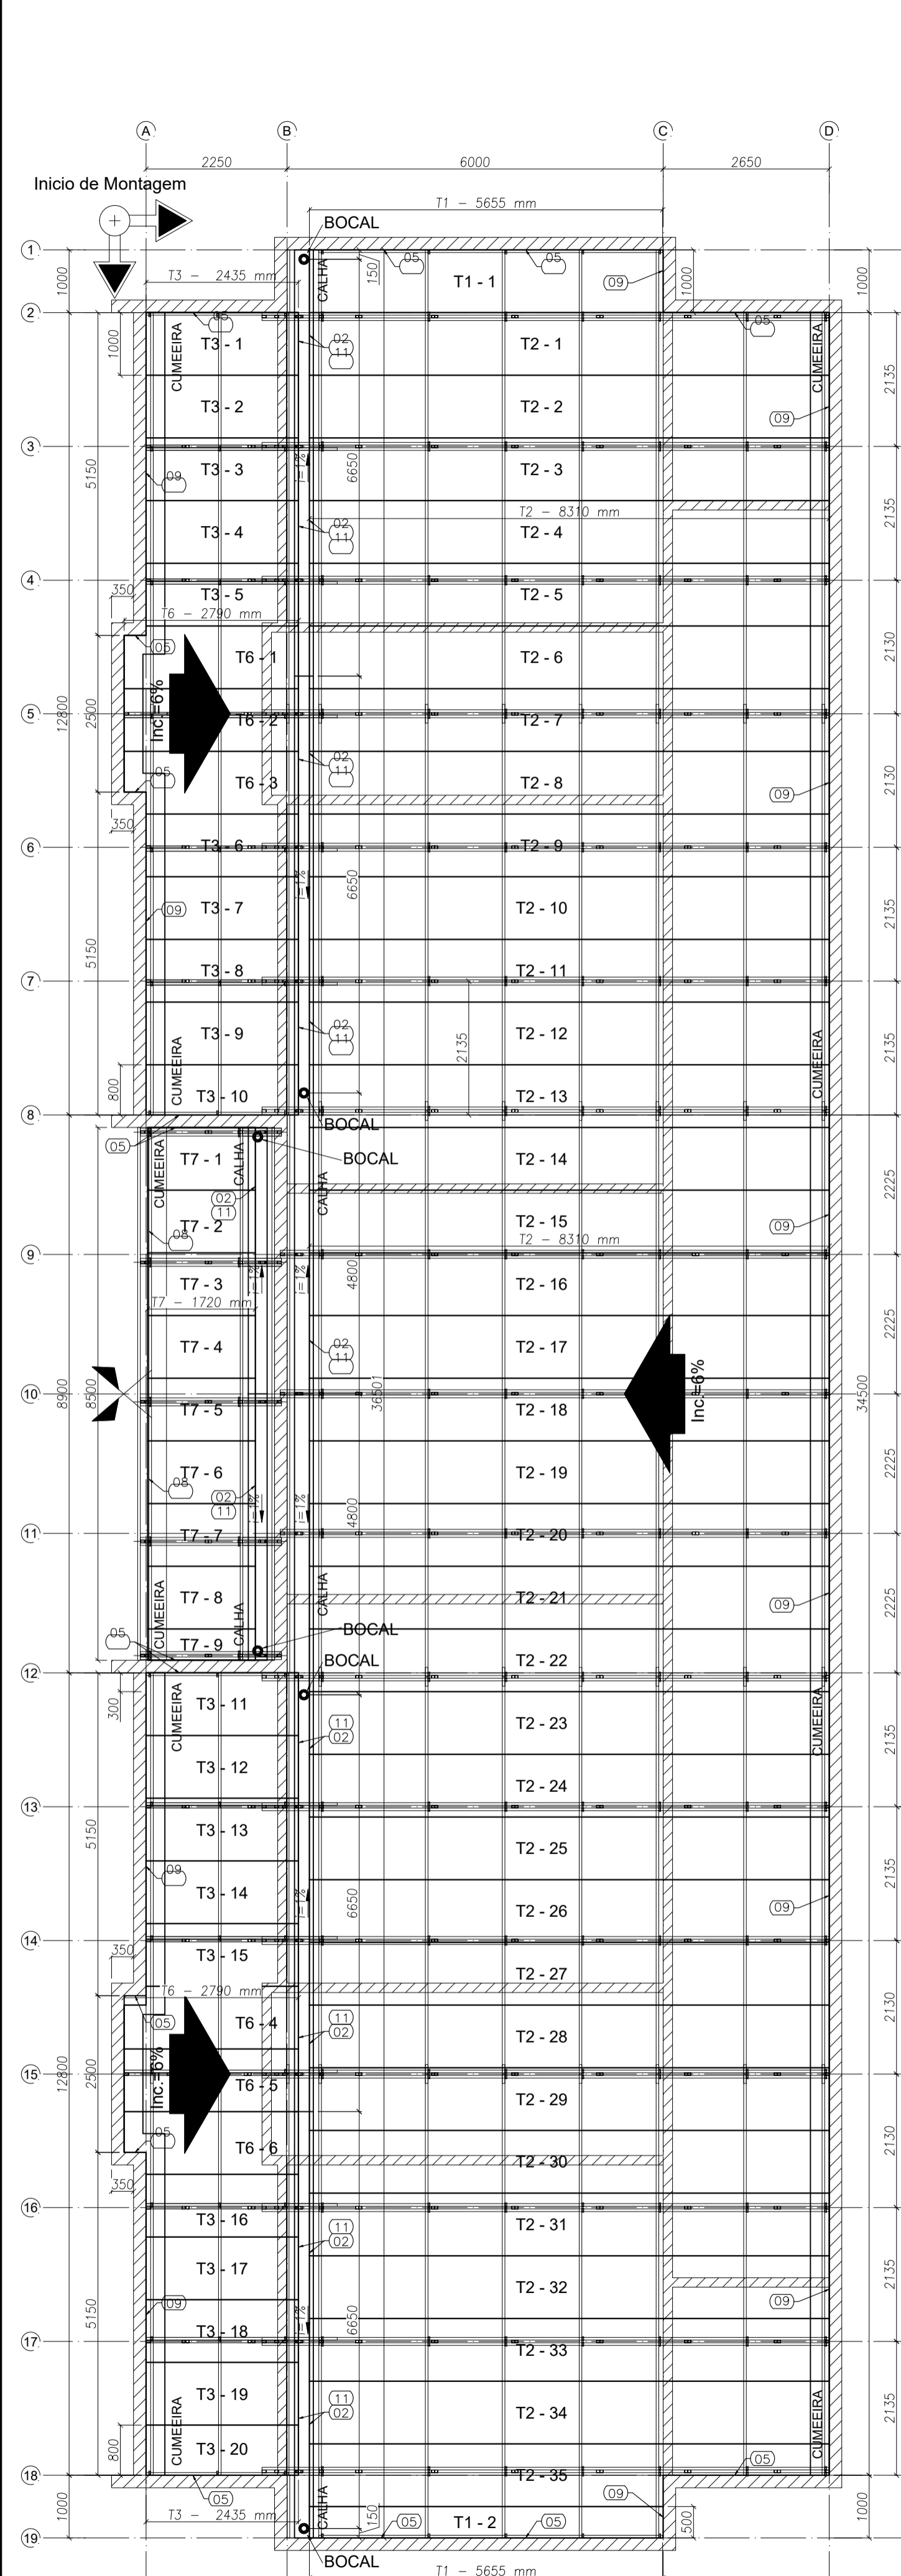 A B C D
2250 6000 2650
Inicio de Montagem
T1 - 5655 mm
BOCAL
1 1000 CALHA 150 05 05 09 1000 1000
T3 - 2435 mm
T1 - 1
2 05 05
1000 CUMEEIRA T3 - 1 02 11 T2 - 1 CUMEEIRA 2135
T3 - 2 T2 - 2 09
3
5150 09 T3 - 3 i=1% 6650 T2 - 3 2135
T2 - 8310 mm
T3 - 4 02 11 T2 - 4
4
350 T3 - 5 T2 - 5
T6 - 2790 mm
05 T6 - 1 T2 - 6 2130
5 12800 2500 Inc.=6% T6 - 2 T2 - 7
05 T6 - 3 02 11 T2 - 8 09 2130
350
6 T3 - 6 T2 - 9
09 T3 - 7 i=1% 6650 T2 - 10 2135
5150
7 T3 - 8 T2 - 11
T3 - 9 02 11 2135 T2 - 12 CUMEEIRA 2135
800 CUMEEIRA T3 - 10 T2 - 13
8 BOCAL
05 BOCAL
CUMEEIRA T7 - 1 CALHA CALHA T2 - 14 2225
02 11
08 T7 - 2 T2 - 15 09
T2 - 8310 mm
9
T7 - 3 i=1% i=1% 4800 T2 - 16
T7 - 1720 mm
T7 - 4 02 11 T2 - 17 2225
10 8900 8500 36501 Inc.=6% 34500
T7 - 5 T2 - 18
T7 - 6 T2 - 19 2225
08 02 11 i=1% i=1% 4800
11 T7 - 7 T2 - 20
CUMEEIRA T7 - 8 CALHA CALHA T2 - 21 09 2225
05 T7 - 9 BOCAL
BOCAL T2 - 22
12
300 CUMEEIRA T3 - 11 11 02 T2 - 23 CUMEEIRA 2135
T3 - 12 T2 - 24
13
5150 T3 - 13 T2 - 25
09 T3 - 14 i=1% 6650 T2 - 26 09 2135
14
350 T3 - 15 T2 - 27
T6 - 2790 mm
05 T6 - 4 11 02 T2 - 28 2130
15 12800 2500 Inc.=6% T6 - 5 T2 - 29
05 T6 - 6 T2 - 30 2130
350
16
T3 - 16 T2 - 31
11 02
T3 - 17 T2 - 32 2135
5150 09 09
17 T3 - 18 i=1% 6650 T2 - 33
T3 - 19 11 02 T2 - 34 2135
800 CUMEEIRA T3 - 20 CUMEEIRA
18 05 T2 - 35 05
1000 CALHA 150 05 05 09 500 1000
T3 - 2435 mm T1 - 2
19
BOCAL
T1 - 5655 mm